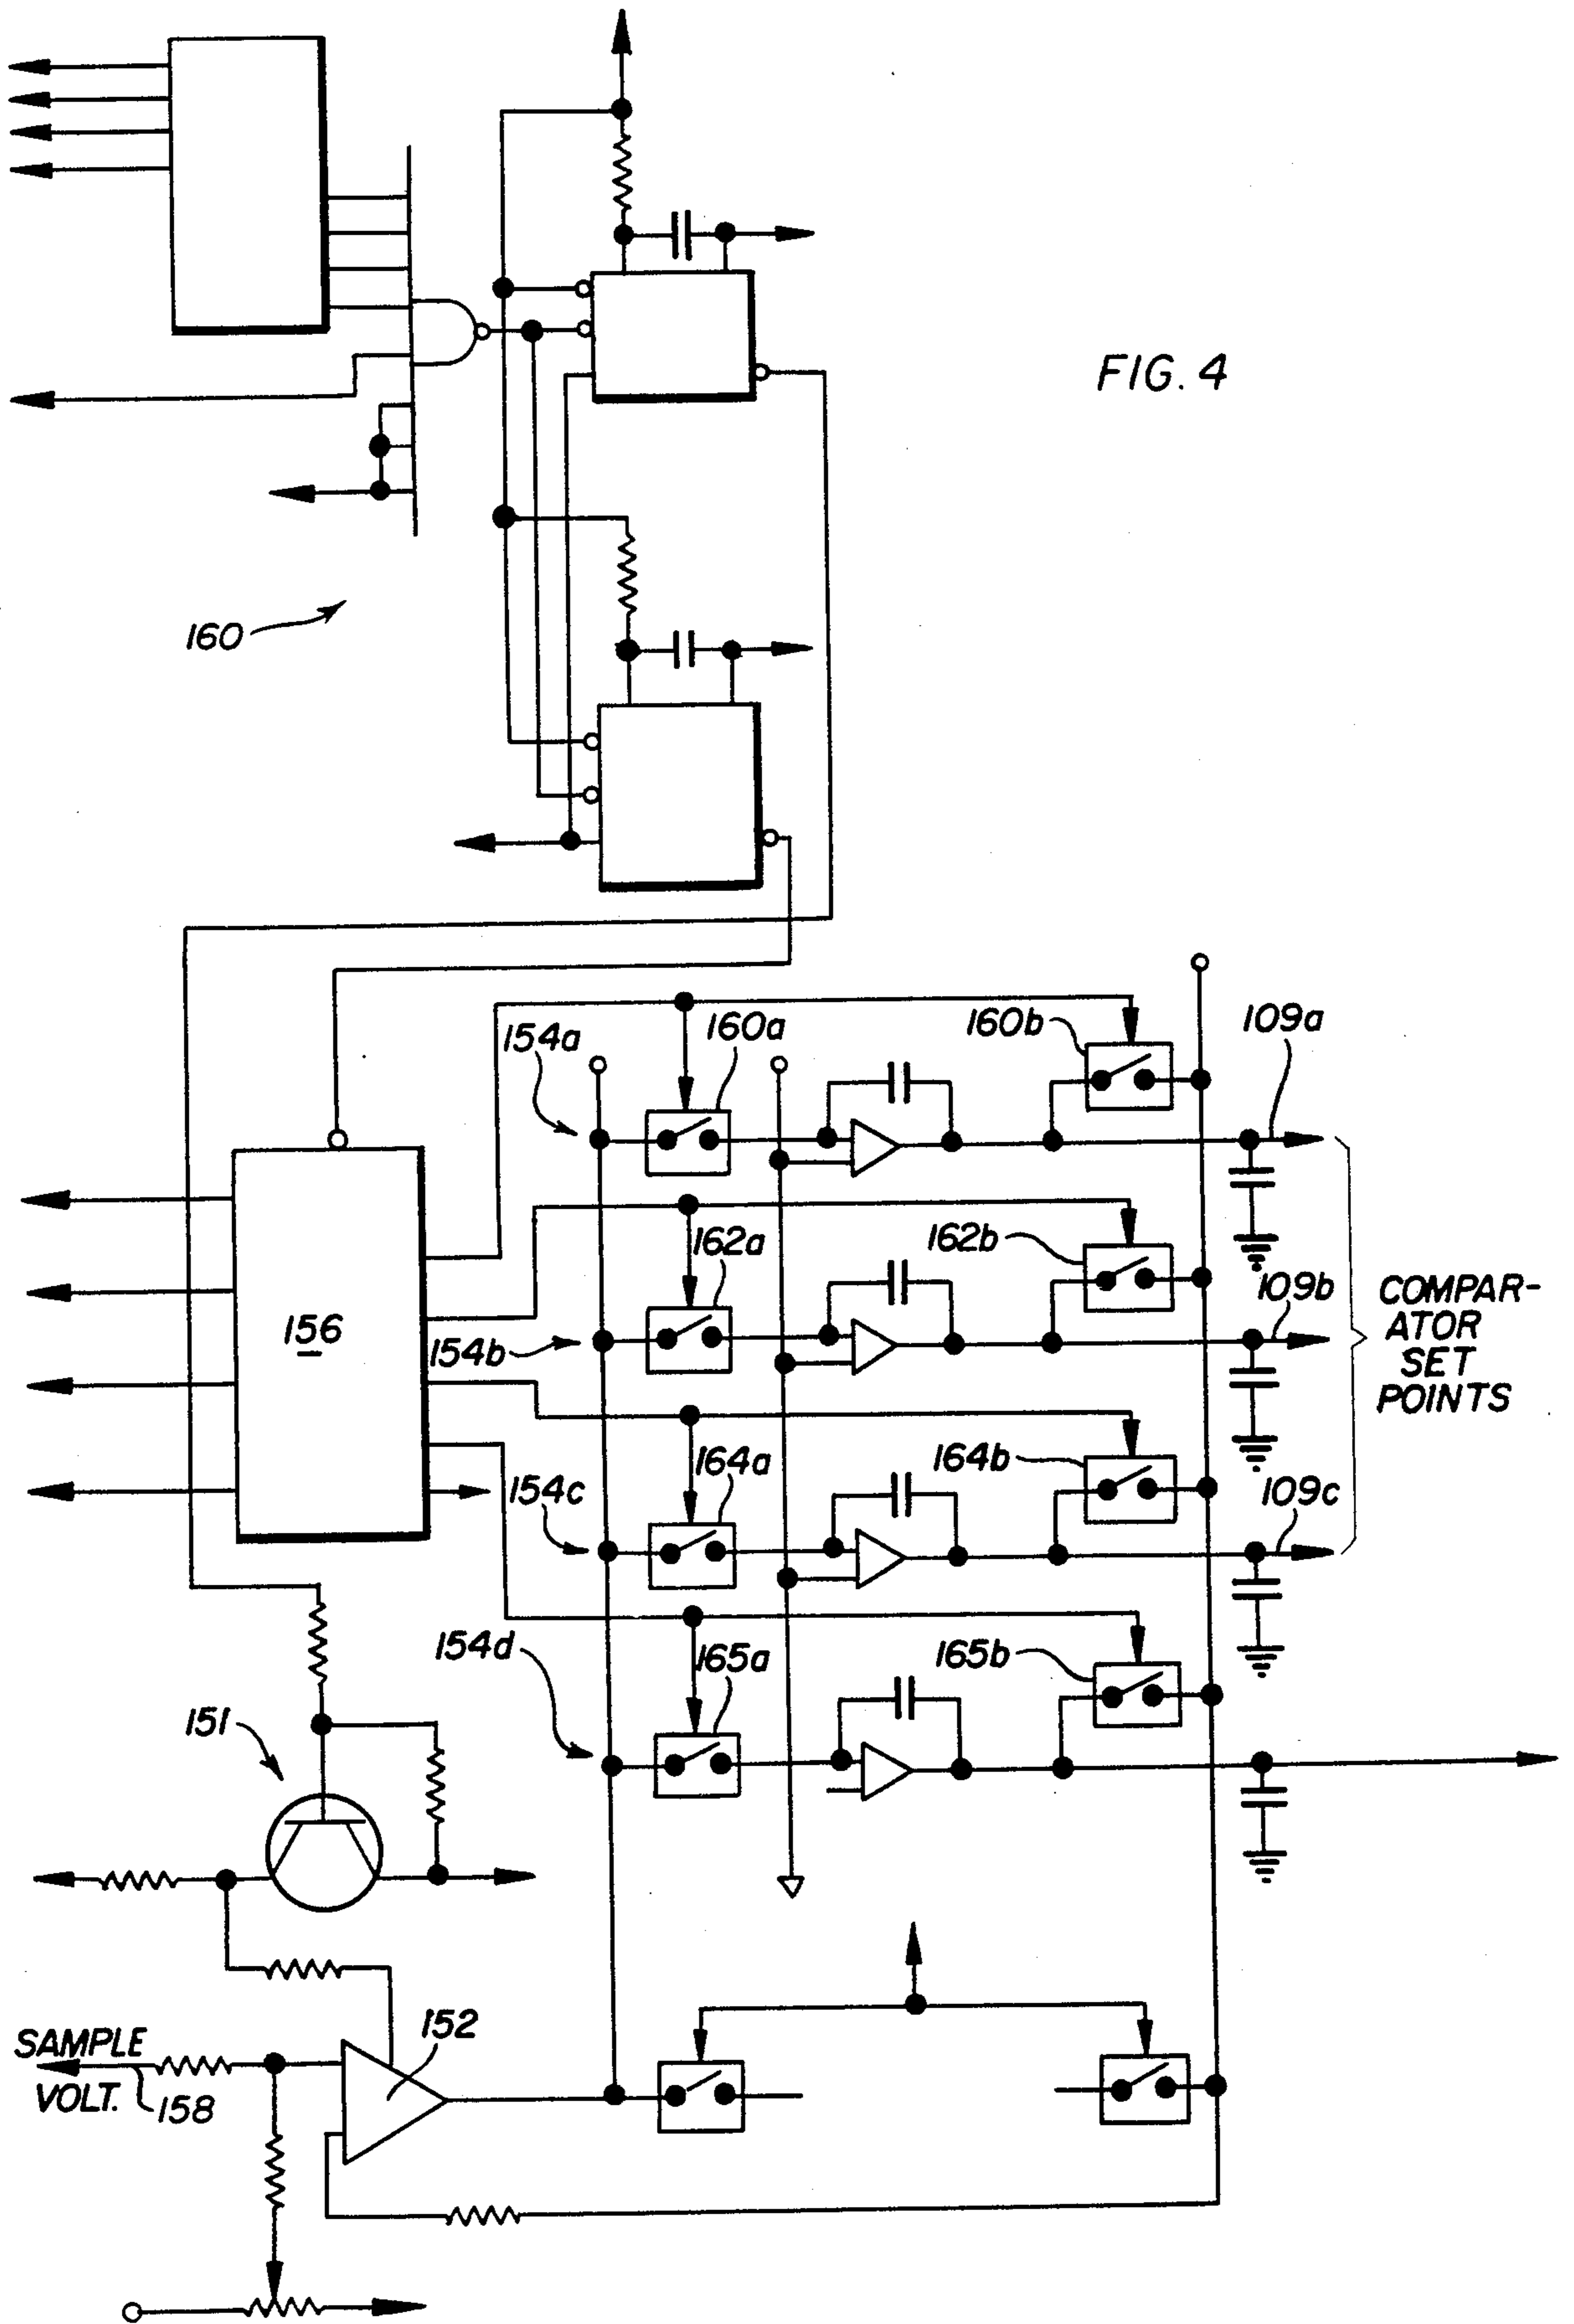 FIG. 4
160
154a
160a
160b
109a
162a
162b
109b
156
154b
COMPAR-
ATOR
SET
POINTS
164a
164b
154c
109c
154d
165a
165b
151
152
SAMPLE
VOLT.
158